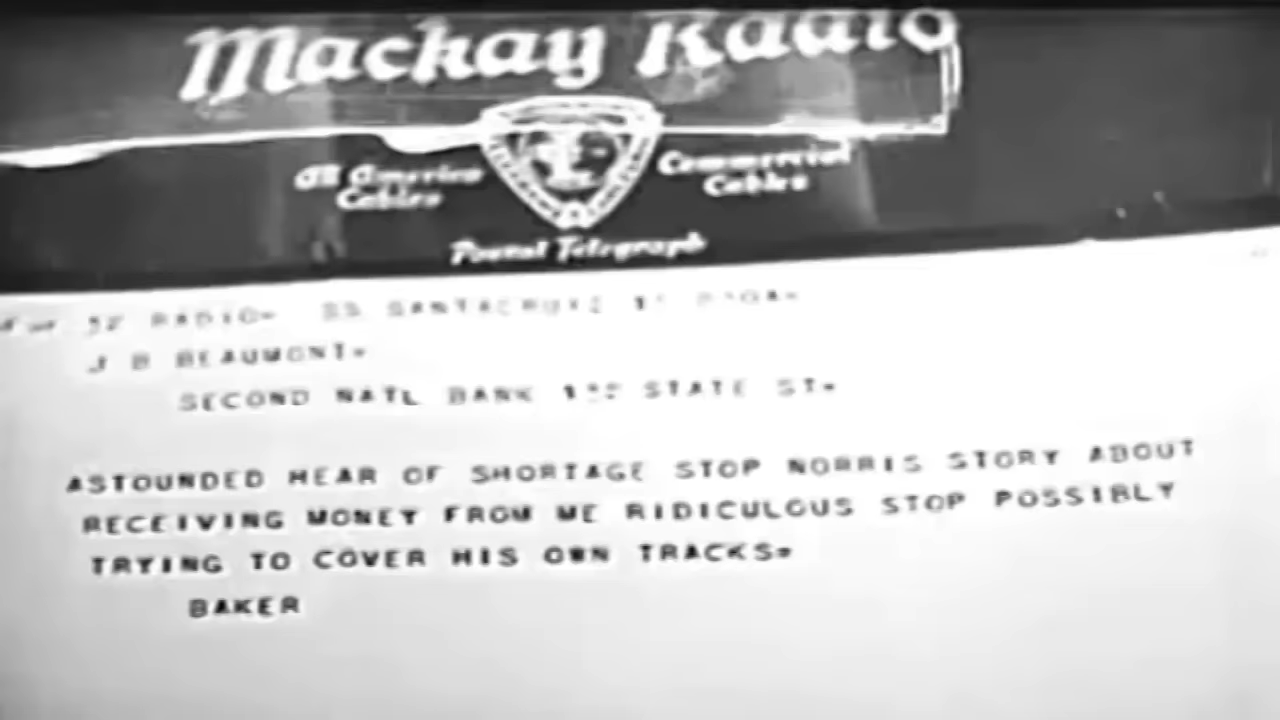 Mackay Radio
All America Cables
Commercial Cables
Postal Telegraph
RADIO=
J B BEAUMONT=
SECOND NATL BANK STATE ST=
ASTOUNDED HEAR OF SHORTAGE STOP NORRIS STORY ABOUT
RECEIVING MONEY FROM ME RIDICULOUS STOP POSSIBLY
TRYING TO COVER HIS OWN TRACKS=
BAKER